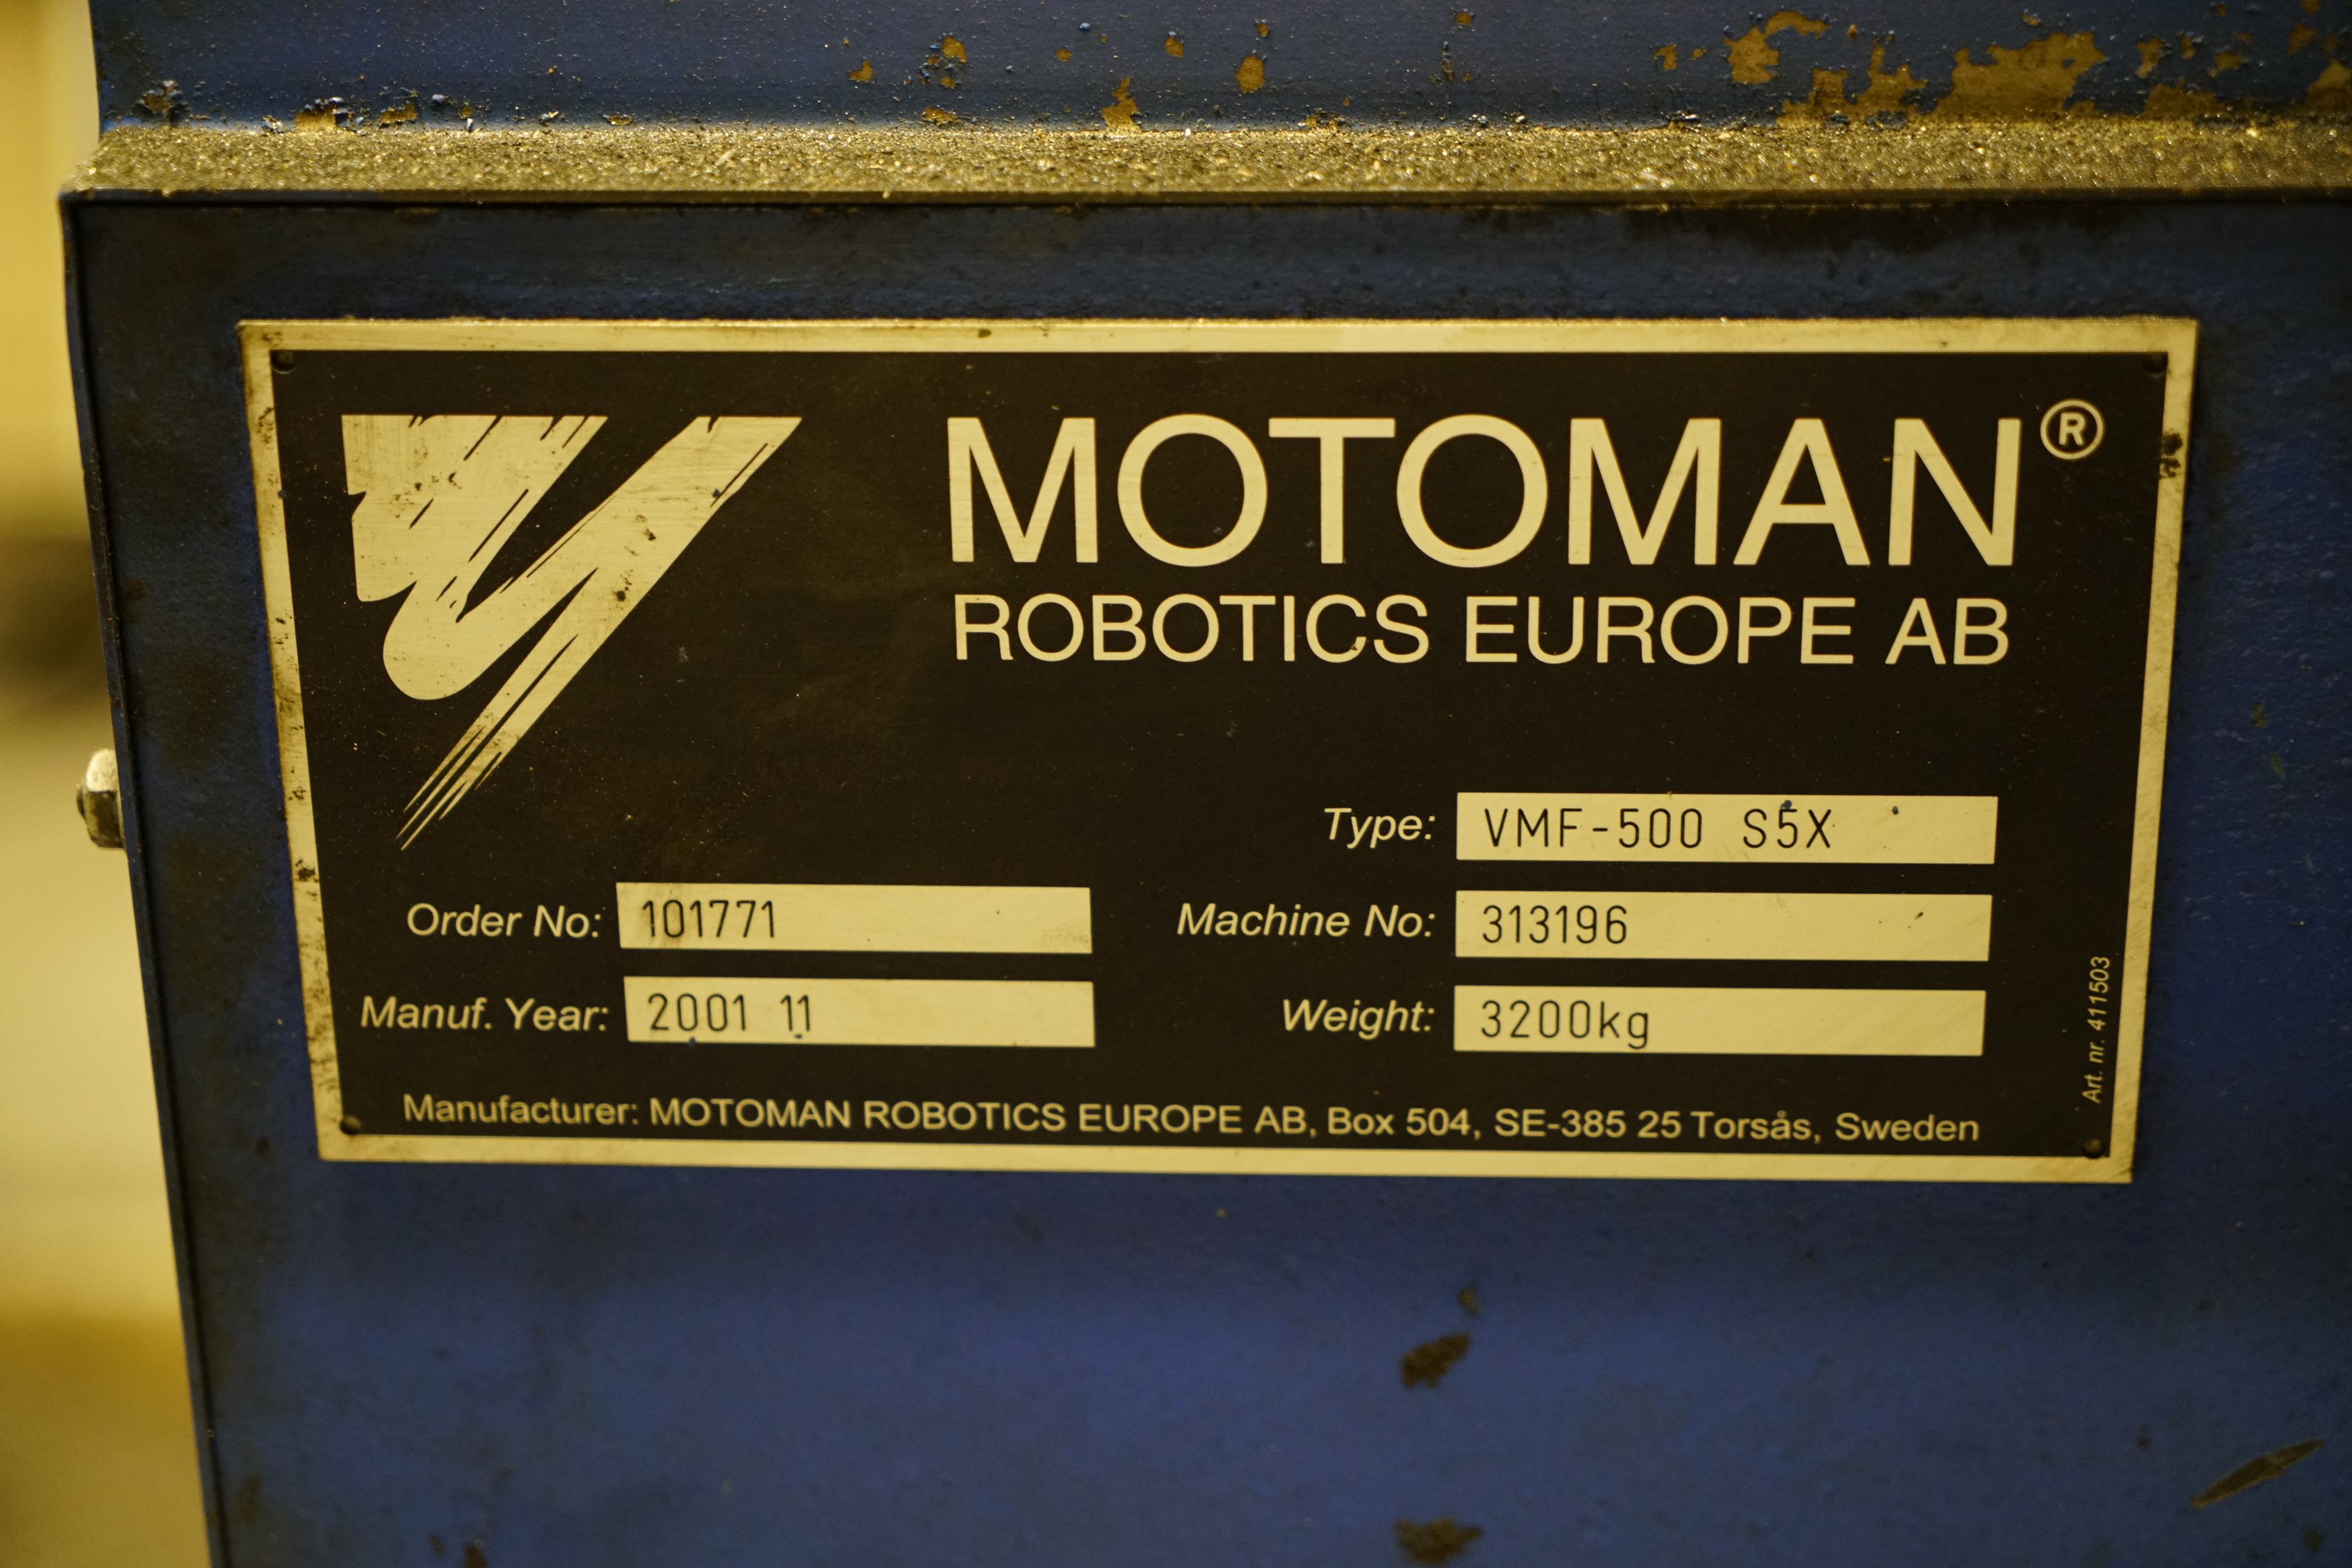 MOTOMAN®
ROBOTICS EUROPE AB
Type: VMF-500 S5X
Order No: 101771 Machine No: 313196
Manuf. Year: 2001 11 Weight: 3200kg
Art. nr. 411503
Manufacturer: MOTOMAN ROBOTICS EUROPE AB, Box 504, SE-385 25 Torsås, Sweden